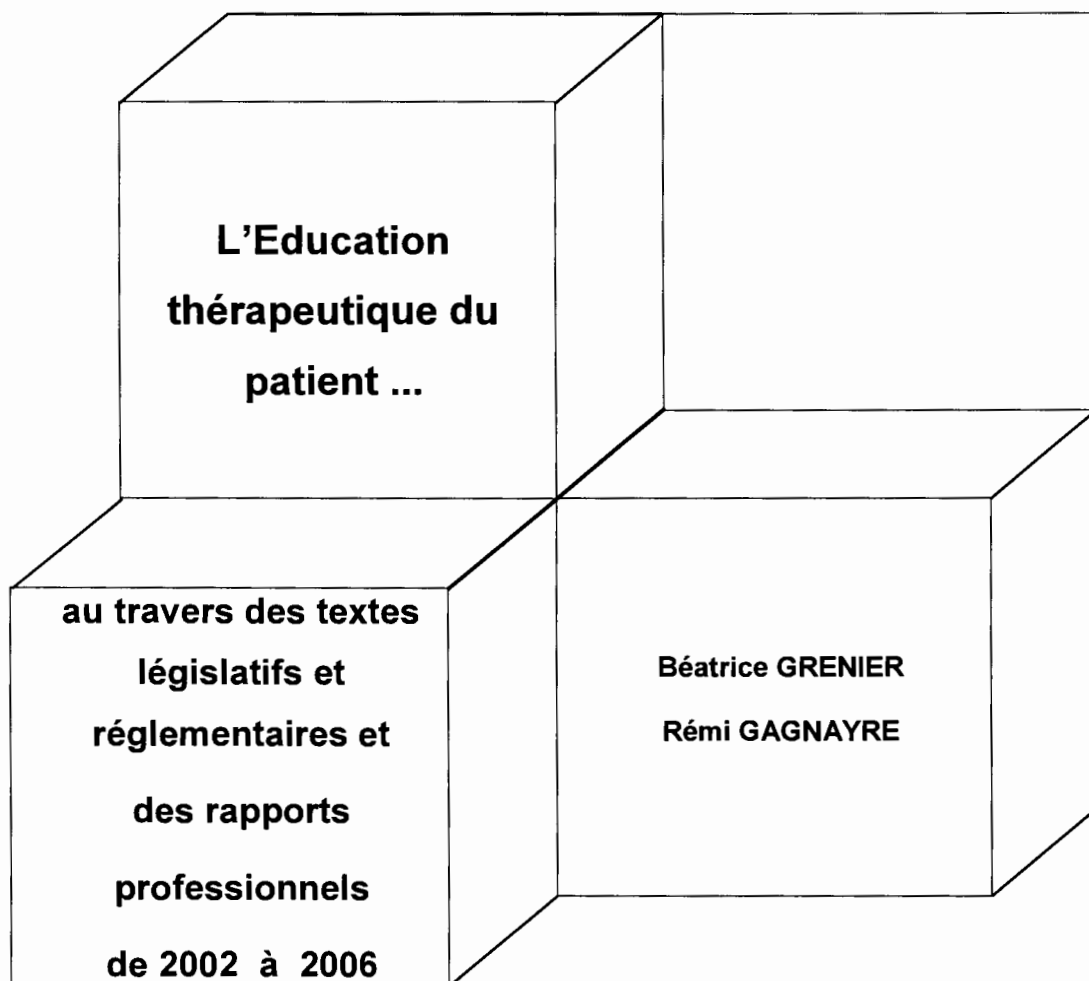 L'Education
thérapeutique du
patient ...
au travers des textes
législatifs et
réglementaires et
des rapports
professionnels
de 2002 à 2006
Béatrice GRENIER
Rémi GAGNAYRE